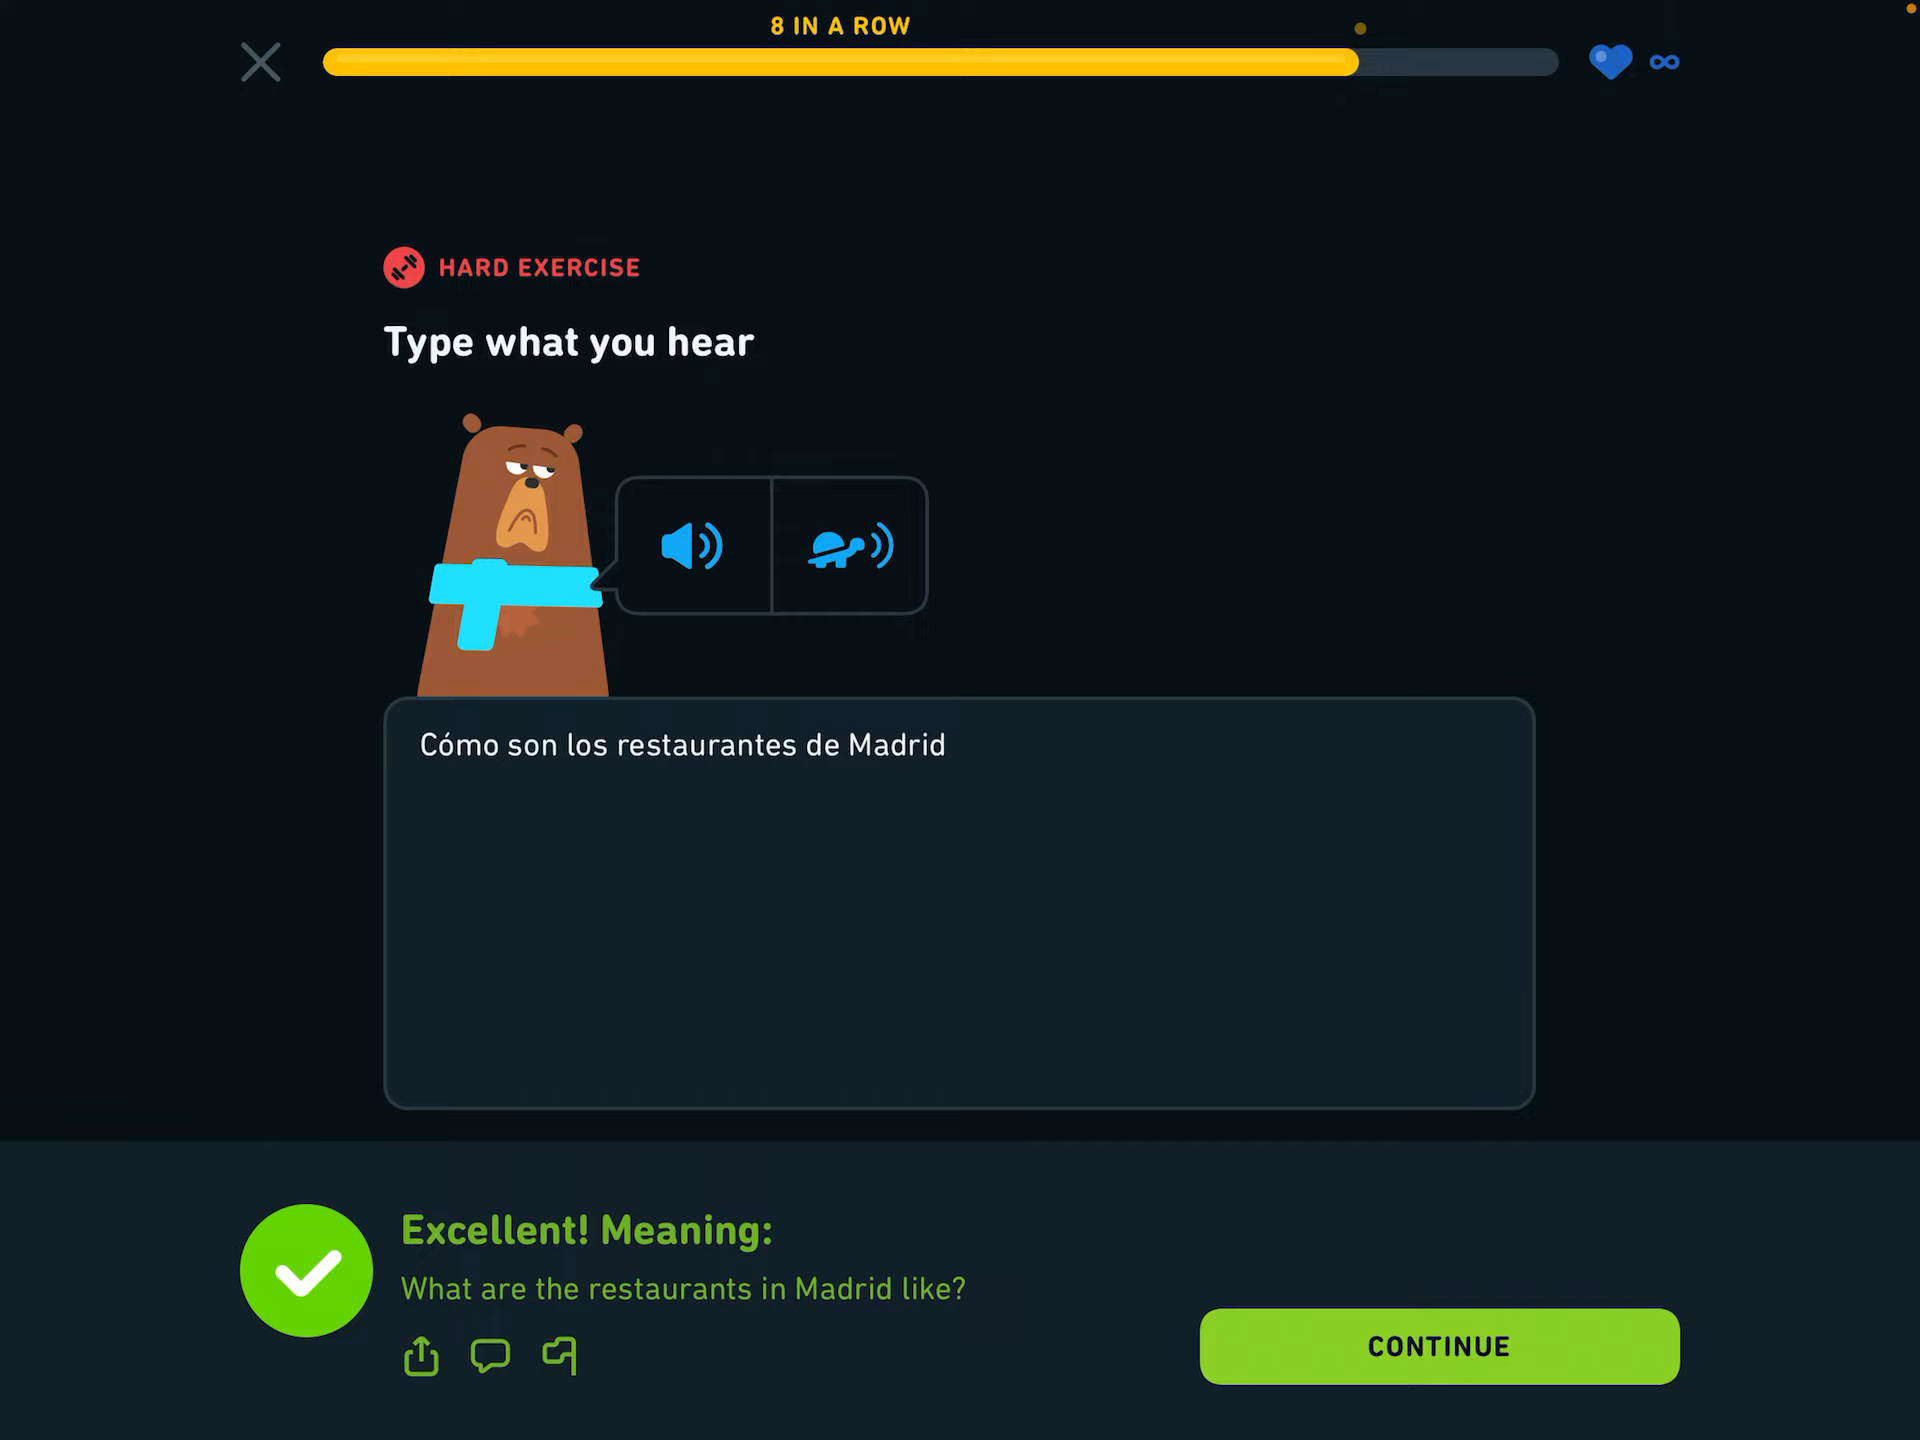 8 IN A ROW
HARD EXERCISE
Type what you hear
Cómo son los restaurantes de Madrid
Excellent! Meaning:
What are the restaurants in Madrid like?
CONTINUE